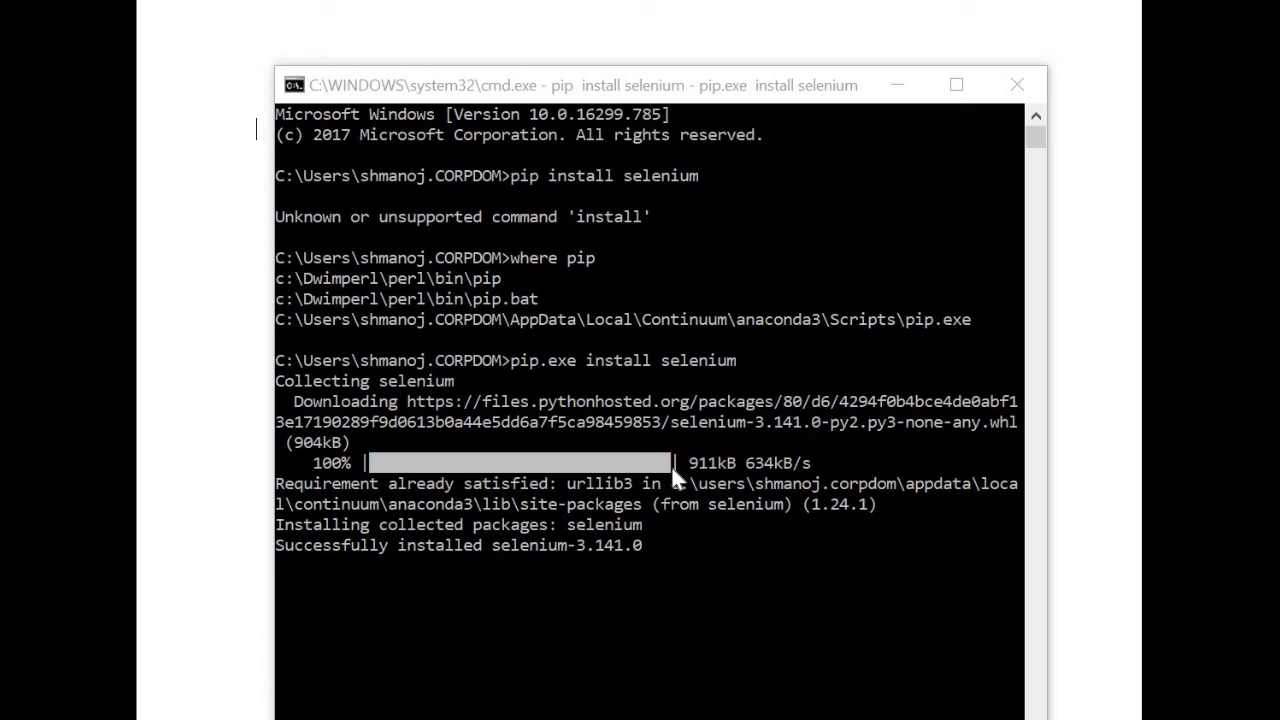 C:\WINDOWS\system32\cmd.exe - pip  install selenium - pip.exe  install selenium
Microsoft Windows [Version 10.0.16299.785]
(c) 2017 Microsoft Corporation. All rights reserved.
C:\Users\shmanoj.CORPDOM>pip install selenium
Unknown or unsupported command 'install'
C:\Users\shmanoj.CORPDOM>where pip
c:\Dwimperl\perl\bin\pip
c:\Dwimperl\perl\bin\pip.bat
C:\Users\shmanoj.CORPDOM\AppData\Local\Continuum\anaconda3\Scripts\pip.exe
C:\Users\shmanoj.CORPDOM>pip.exe install selenium
Collecting selenium
Downloading https://files.pythonhosted.org/packages/80/d6/4294f0b4bce4de0abf1
3e17190289f9d0613b0a44e5dd6a7f5ca98459853/selenium-3.141.0-py2.py3-none-any.whl
(904kB)
100% | | 911kB 634kB/s
Requirement already satisfied: urllib3 in c:\users\shmanoj.corpdom\appdata\loca
l\continuum\anaconda3\lib\site-packages (from selenium) (1.24.1)
Installing collected packages: selenium
Successfully installed selenium-3.141.0